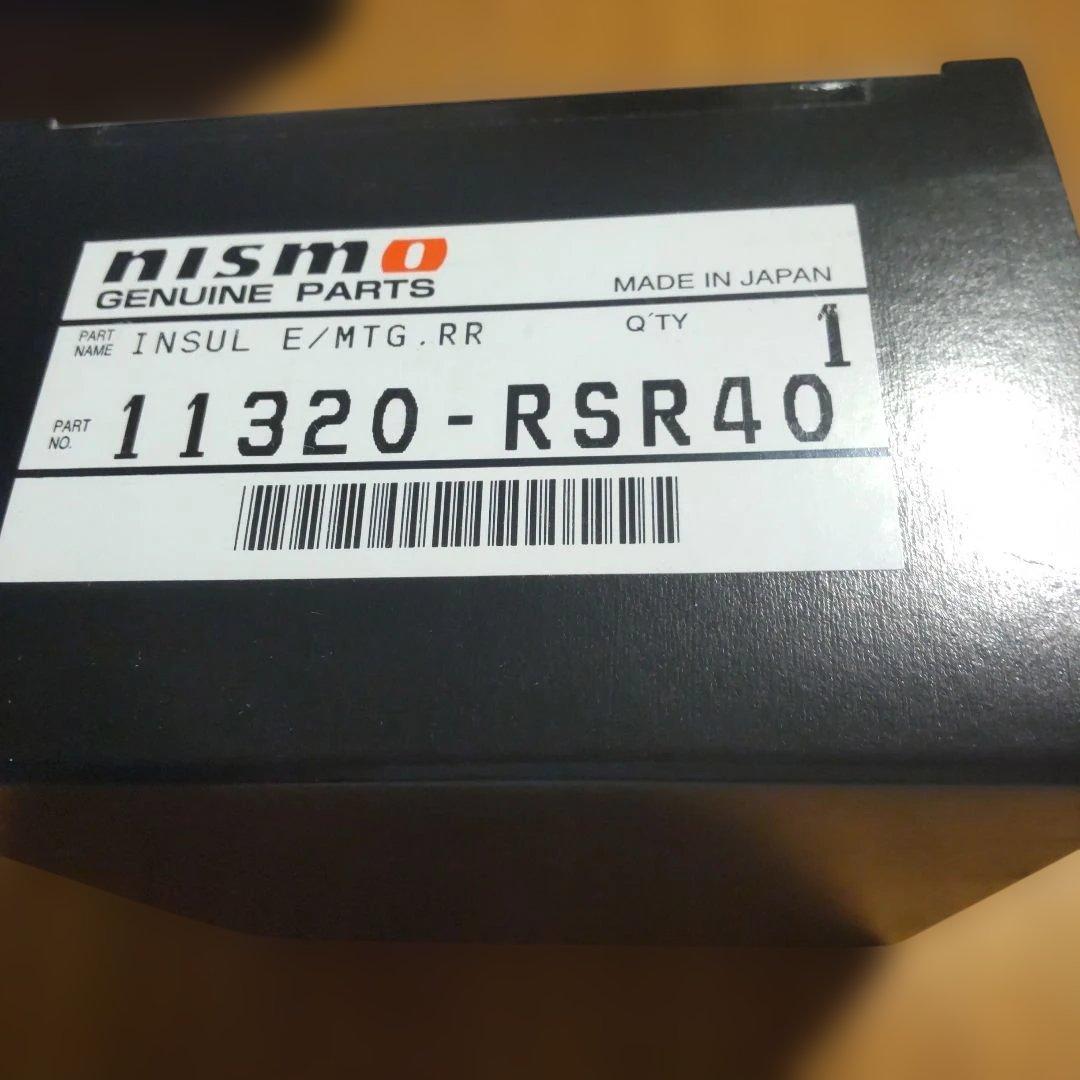 nismo
GENUINE PARTS
MADE IN JAPAN
PART NAME INSUL E/MTG.RR
Q'TY 1
PART NO. 11320-RSR40